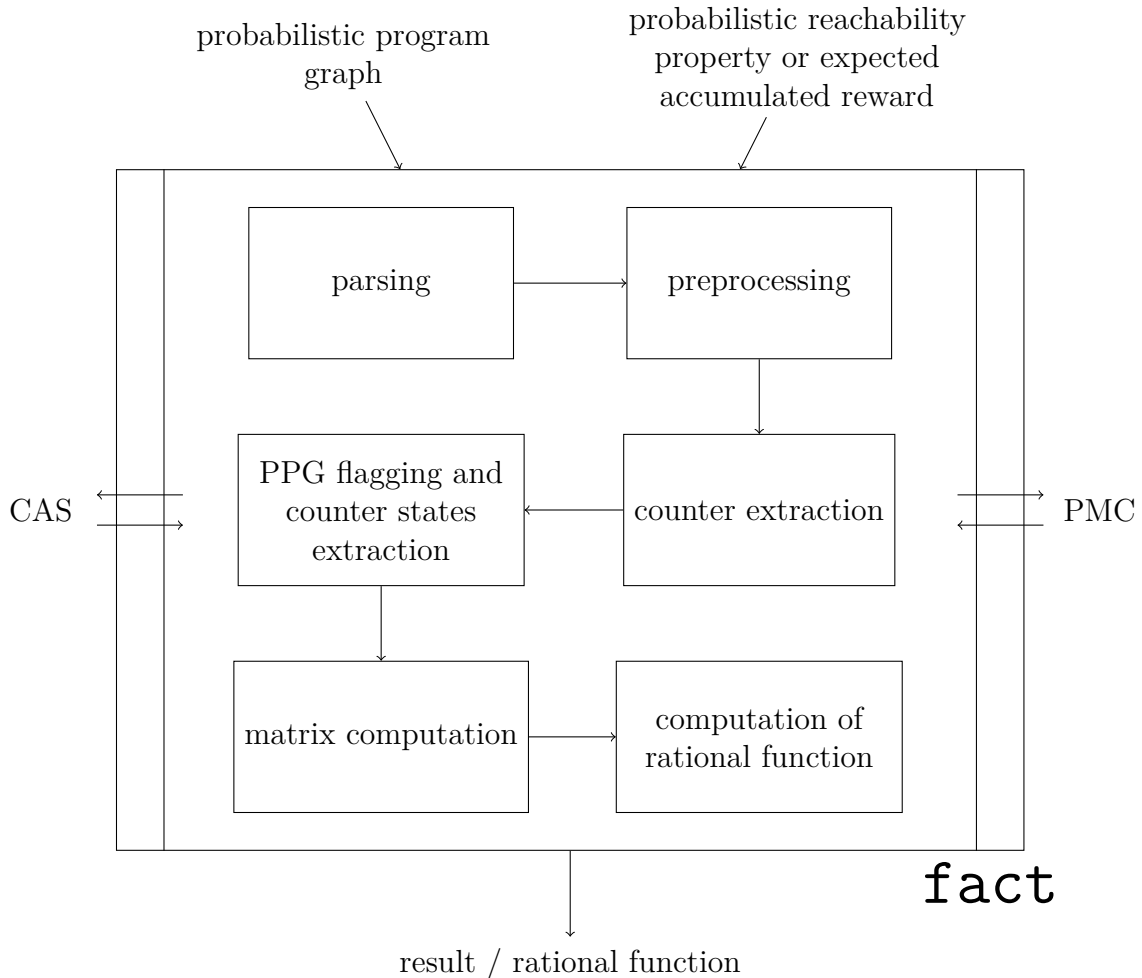 probabilistic program
graph
probabilistic reachability
property or expected
accumulated reward
parsing
preprocessing
PPG flagging and
counter states
extraction
counter extraction
CAS
PMC
matrix computation
computation of
rational function
fact
result / rational function